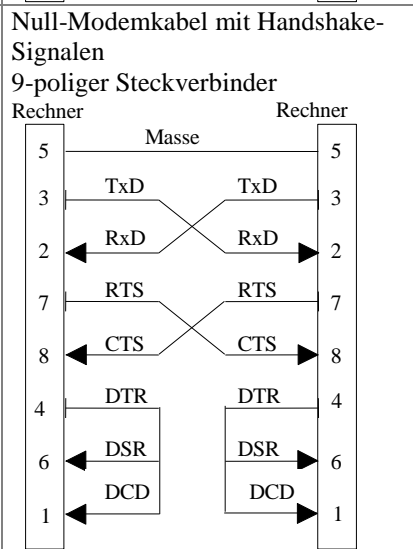 Null-Modemkabel mit Handshake-
Signalen
9-poliger Steckverbinder
Rechner Rechner
5 Masse 5
3 TxD TxD 3
2 RxD RxD 2
7 RTS RTS 7
8 CTS CTS 8
4 DTR DTR 4
6 DSR DSR 6
1 DCD DCD 1